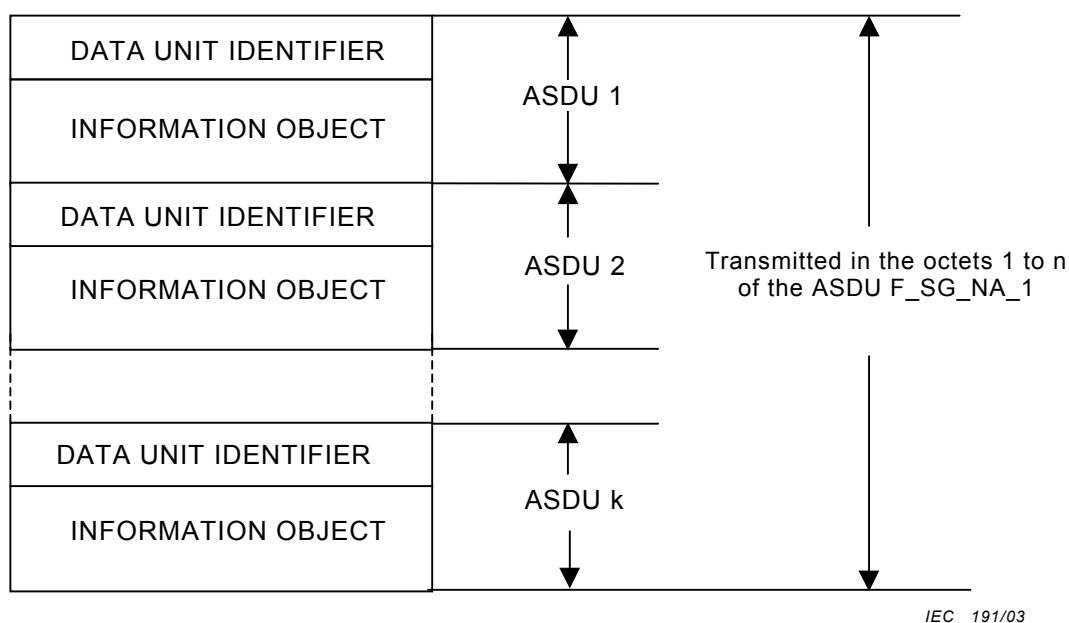 DATA UNIT IDENTIFIER
INFORMATION OBJECT
ASDU 1
DATA UNIT IDENTIFIER
INFORMATION OBJECT
ASDU 2
Transmitted in the octets 1 to n
of the ASDU F_SG_NA_1
DATA UNIT IDENTIFIER
INFORMATION OBJECT
ASDU k
IEC 191/03